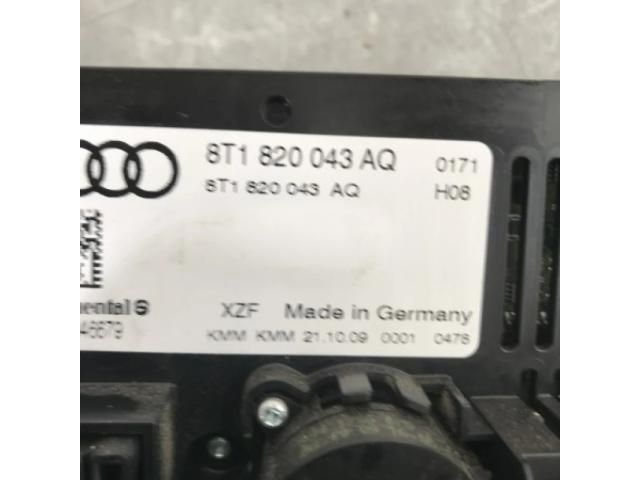 8T1 820 043 AQ 0171
8T1 820 043 AQ H08
XZF Made in Germany
KMM KMM 21.10.09 0001 0478